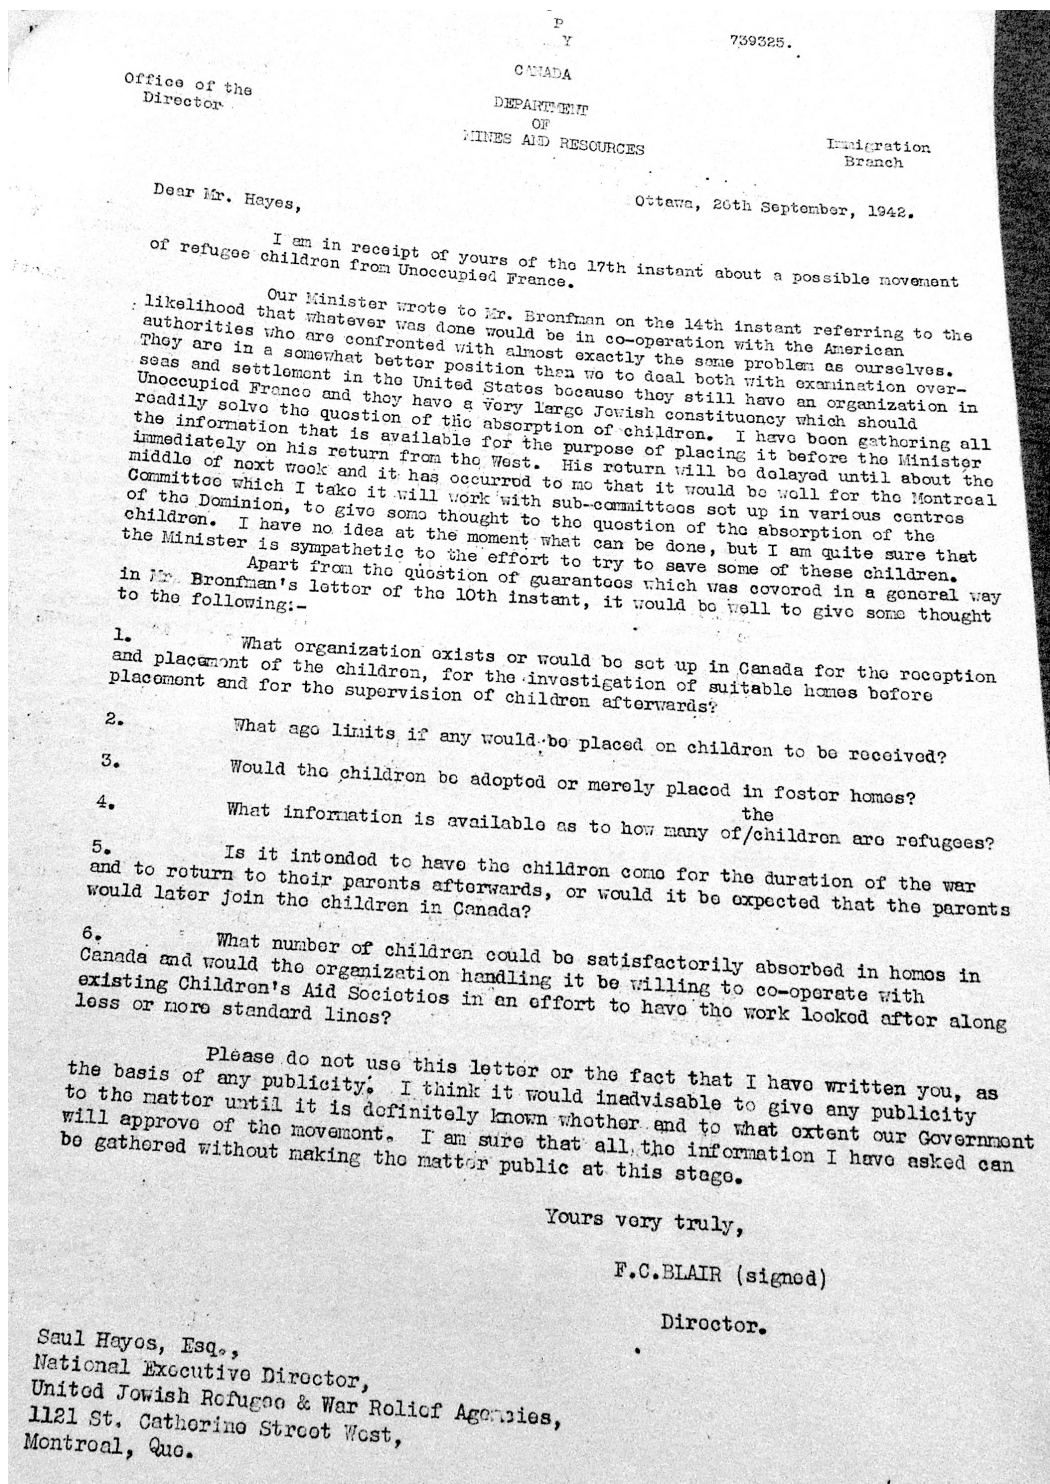 P
Y
739325.
CANADA
Office of the
Director
DEPARTMENT
OF
MINES AND RESOURCES
Immigration
Branch
Dear Mr. Hayes,
Ottawa, 26th September, 1942.
I am in receipt of yours of the 17th instant about a possible movement
of refugee children from Unoccupied France.
Our Minister wrote to Mr. Bronfman on the 14th instant referring to the
likelihood that whatever was done would be in co-operation with the American
authorities who are confronted with almost exactly the same problem as ourselves.
They are in a somewhat better position than we to deal both with examination over-
seas and settlement in the United States because they still have an organization in
Unoccupied France and they have a very large Jewish constituency which should
readily solve the question of the absorption of children. I have been gathering all
the information that is available for the purpose of placing it before the Minister
immediately on his return from the West. His return will be delayed until about the
middle of next week and it has occurred to me that it would be well for the Montreal
Committee which I take it will work with sub-committees set up in various centres
of the Dominion, to give some thought to the question of the absorption of the
children. I have no idea at the moment what can be done, but I am quite sure that
the Minister is sympathetic to the effort to try to save some of these children.
Apart from the question of guarantees which was covered in a general way
in Mr. Bronfman's letter of the 10th instant, it would be well to give some thought
to the following:-
1. What organization exists or would be set up in Canada for the reception
and placement of the children, for the investigation of suitable homes before
placement and for the supervision of children afterwards?
2. What age limits if any would be placed on children to be received?
3. Would the children be adopted or merely placed in foster homes?
the
4. What information is available as to how many of/children are refugees?
5. Is it intended to have the children come for the duration of the war
and to return to their parents afterwards, or would it be expected that the parents
would later join the children in Canada?
6. What number of children could be satisfactorily absorbed in homes in
Canada and would the organization handling it be willing to co-operate with
existing Children's Aid Societies in an effort to have the work looked after along
less or more standard lines?
Please do not use this letter or the fact that I have written you, as
the basis of any publicity. I think it would inadvisable to give any publicity
to the matter until it is definitely known whether and to what extent our Government
will approve of the movement. I am sure that all the information I have asked can
be gathered without making the matter public at this stage.
Yours very truly,
F.C.BLAIR (signed)
Director.
Saul Hayes, Esq.,
National Executive Director,
United Jewish Refugee & War Relief Agencies,
1121 St. Catherine Street West,
Montreal, Que.